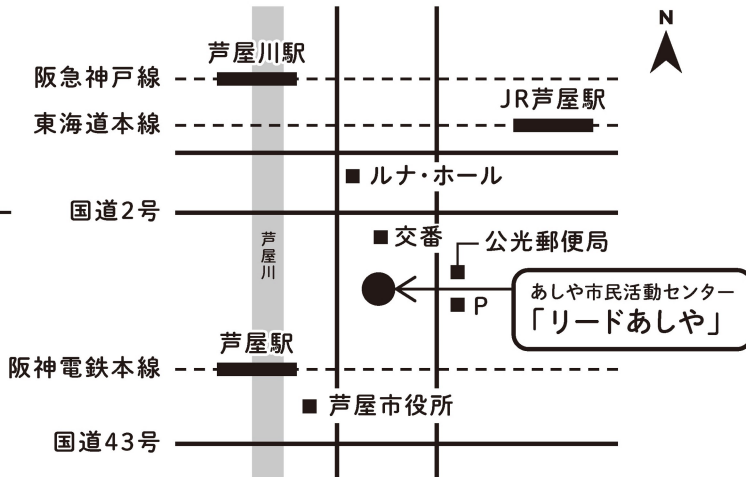 N
芦屋川駅
阪急神戸線
JR芦屋駅
東海道本線
ルナ・ホール
国道2号
交番
公光郵便局
芦屋川
あしや市民活動センター
「リードあしや」
P
芦屋駅
阪神電鉄本線
芦屋市役所
国道43号